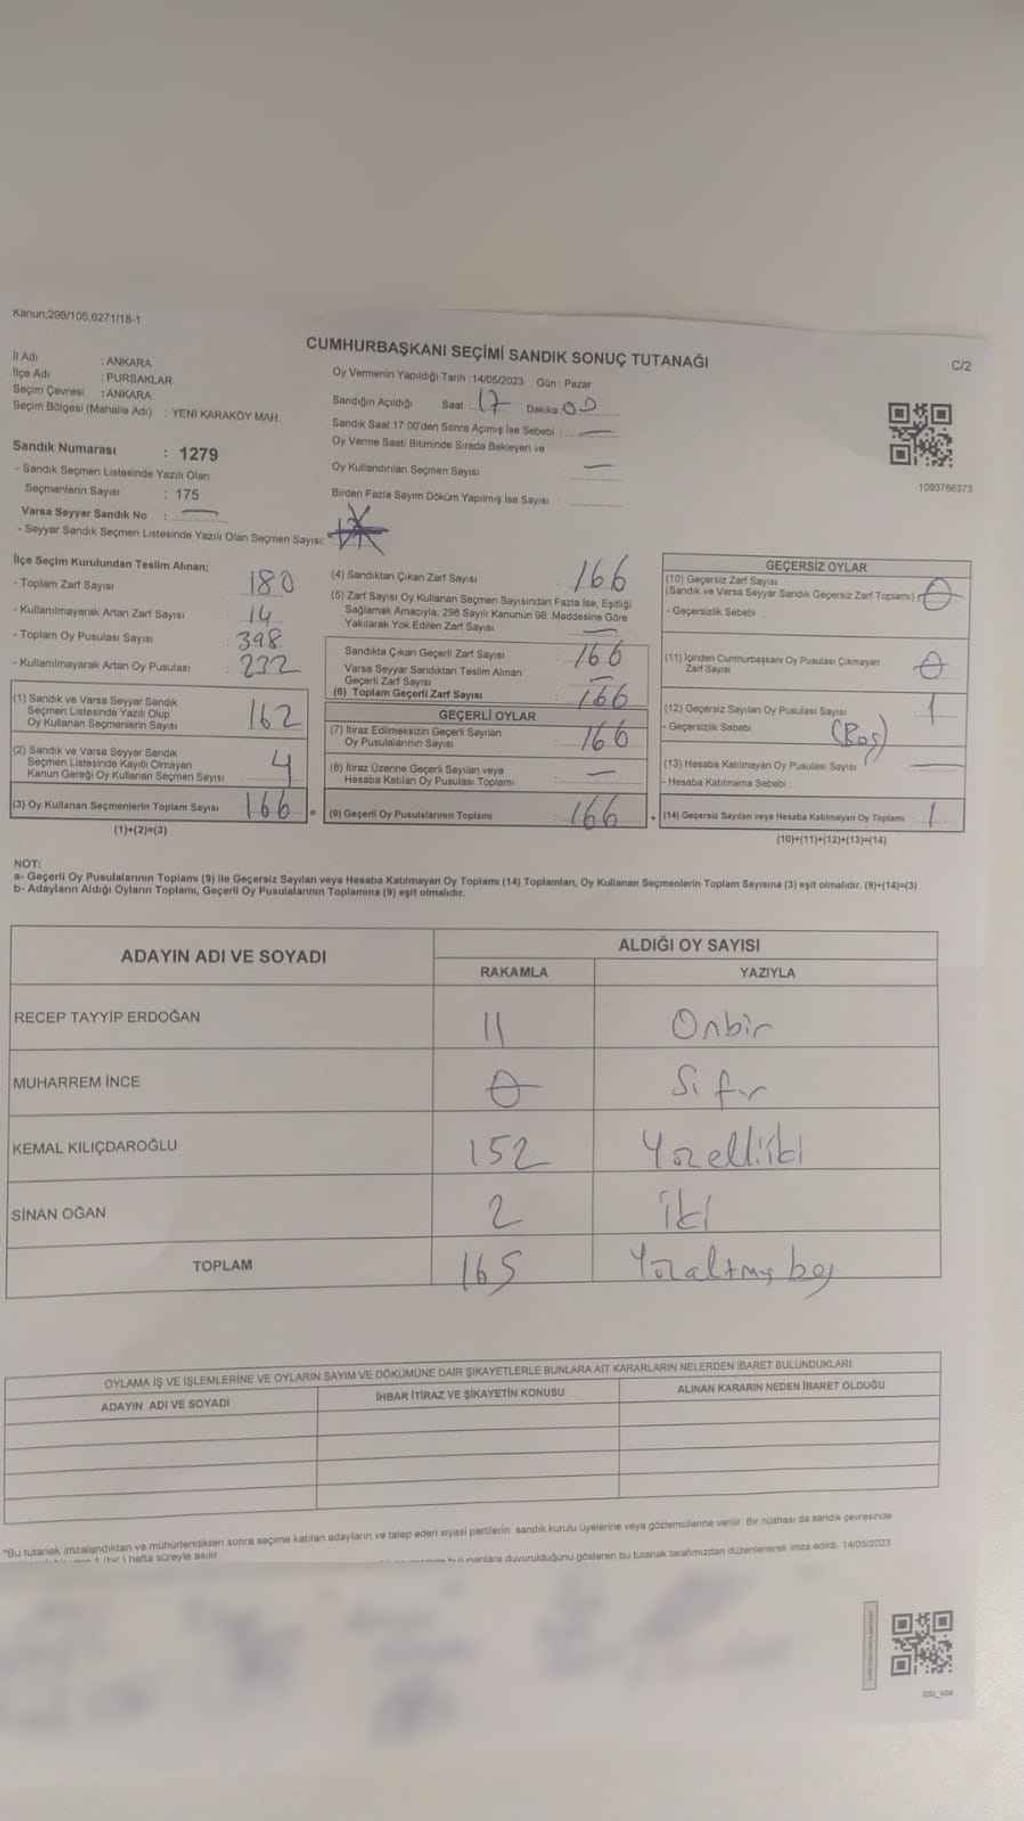 Kanun:298/105,6271/18-1
CUMHURBAŞKANI SEÇİMİ SANDIK SONUÇ TUTANAĞI
C/2
İl Adı : ANKARA
İlçe Adı : PURSAKLAR
Seçim Çevresi : ANKARA
Seçim Bölgesi (Mahalle Adı) : YENİ KARAKÖY MAH.
Oy Vermenin Yapıldığı Tarih :14/05/2023 Gün: Pazar
Sandığın Açıldığı Saat 17 Dakika 00
Sandık Saat 17:00'den Sonra Açılmış İse Sebebi : —
Oy Verme Saati Bitiminde Sırada Bekleyen ve
Oy Kullandırılan Seçmen Sayısı —
Birden Fazla Sayım Döküm Yapılmış İse Sayısı
1093766373
Sandık Numarası : 1279
- Sandık Seçmen Listesinde Yazılı Olan
Seçmenlerin Sayısı : 175
Varsa Seyyar Sandık No : —
- Seyyar Sandık Seçmen Listesinde Yazılı Olan Seçmen Sayısı:
İlçe Seçim Kurulundan Teslim Alınan:
- Toplam Zarf Sayısı : 180
- Kullanılmayarak Artan Zarf Sayısı : 14
- Toplam Oy Pusulası Sayısı : 398
- Kullanılmayarak Artan Oy Pusulası : 232
(1) Sandık ve Varsa Seyyar Sandık
Seçmen Listesinde Yazılı Olup
Oy Kullanan Seçmenlerin Sayısı 162
(2) Sandık ve Varsa Seyyar Sandık
Seçmen Listesinde Kayıtlı Olmayan
Kanun Gereği Oy Kullanan Seçmen Sayısı 4
(3) Oy Kullanan Seçmenlerin Toplam Sayısı 166
(1)+(2)=(3)
(4) Sandıktan Çıkan Zarf Sayısı 166
(5) Zarf Sayısı Oy Kullanan Seçmen Sayısından Fazla İse, Eşitliği
Sağlamak Amacıyla, 298 Sayılı Kanunun 98. Maddesine Göre
Yakılarak Yok Edilen Zarf Sayısı —
Sandıkta Çıkan Geçerli Zarf Sayısı 166
Varsa Seyyar Sandıktan Teslim Alınan
Geçerli Zarf Sayısı —
(6) Toplam Geçerli Zarf Sayısı 166
GEÇERLİ OYLAR
(7) İtiraz Edilmeksizin Geçerli Sayılan
Oy Pusulalarının Sayısı 166
(8) İtiraz Üzerine Geçerli Sayılan veya
Hesaba Katılan Oy Pusulası Toplamı —
(9) Geçerli Oy Pusulalarının Toplamı 166
GEÇERSİZ OYLAR
(10) Geçersiz Zarf Sayısı
(Sandık ve Varsa Seyyar Sandık Geçersiz Zarf Toplamı) 0
- Geçersizlik Sebebi
(11) İçinden Cumhurbaşkanı Oy Pusulası Çıkmayan
Zarf Sayısı 0
(12) Geçersiz Sayılan Oy Pusulası Sayısı 1
- Geçersizlik Sebebi (Boş)
(13) Hesaba Katılmayan Oy Pusulası Sayısı —
- Hesaba Katılmama Sebebi :
(14) Geçersiz Sayılan veya Hesaba Katılmayan Oy Toplamı 1
(10)+(11)+(12)+(13)=(14)
NOT:
a- Geçerli Oy Pusulalarının Toplamı (9) ile Geçersiz Sayılan veya Hesaba Katılmayan Oy Toplamı (14) Toplamları, Oy Kullanan Seçmenlerin Toplam Sayısına (3) eşit olmalıdır. (9)+(14)=(3)
b- Adayların Aldığı Oyların Toplamı, Geçerli Oy Pusulalarının Toplamına (9) eşit olmalıdır.
ADAYIN ADI VE SOYADI
ALDIĞI OY SAYISI
RAKAMLA YAZIYLA
RECEP TAYYİP ERDOĞAN 11 Onbir
MUHARREM İNCE 0 Sıfır
KEMAL KILIÇDAROĞLU 152 Yüzelliiki
SİNAN OĞAN 2 iki
TOPLAM 165 Yüzaltmış beş
OYLAMA İŞ VE İŞLEMLERİNE VE OYLARIN SAYIM VE DÖKÜMÜNE DAİR ŞİKAYETLERLE BUNLARA AİT KARARLARIN NELERDEN İBARET BULUNDUKLARI
ADAYIN ADI VE SOYADI İHBAR İTİRAZ VE ŞİKAYETİN KONUSU ALINAN KARARIN NEDEN İBARET OLDUĞU
"Bu tutanak imzalandıktan ve mühürlendikten sonra seçime katılan adayların ve talep eden siyasi partilerin sandık kurulu üyelerine veya gözlemcilerine verilir. Bir nüshası da sandık çevresinde
hafta süreyle asılır
duyurulduğunu gösteren bu tutanak tarafımızdan düzenlenerek imza edildi. 14/05/2023